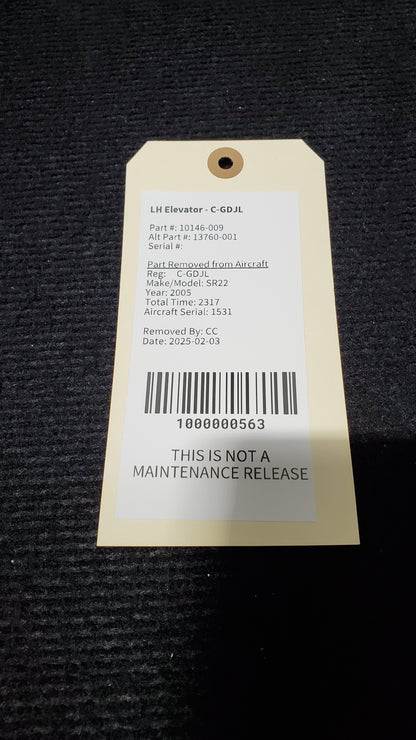 LH Elevator - C-GDJL
Part #: 10146-009
Alt Part #: 13760-001
Serial #:
Part Removed from Aircraft
Reg: C-GDJL
Make/Model: SR22
Year: 2005
Total Time: 2317
Aircraft Serial: 1531
Removed By: CC
Date: 2025-02-03
1000000563
THIS IS NOT A
MAINTENANCE RELEASE